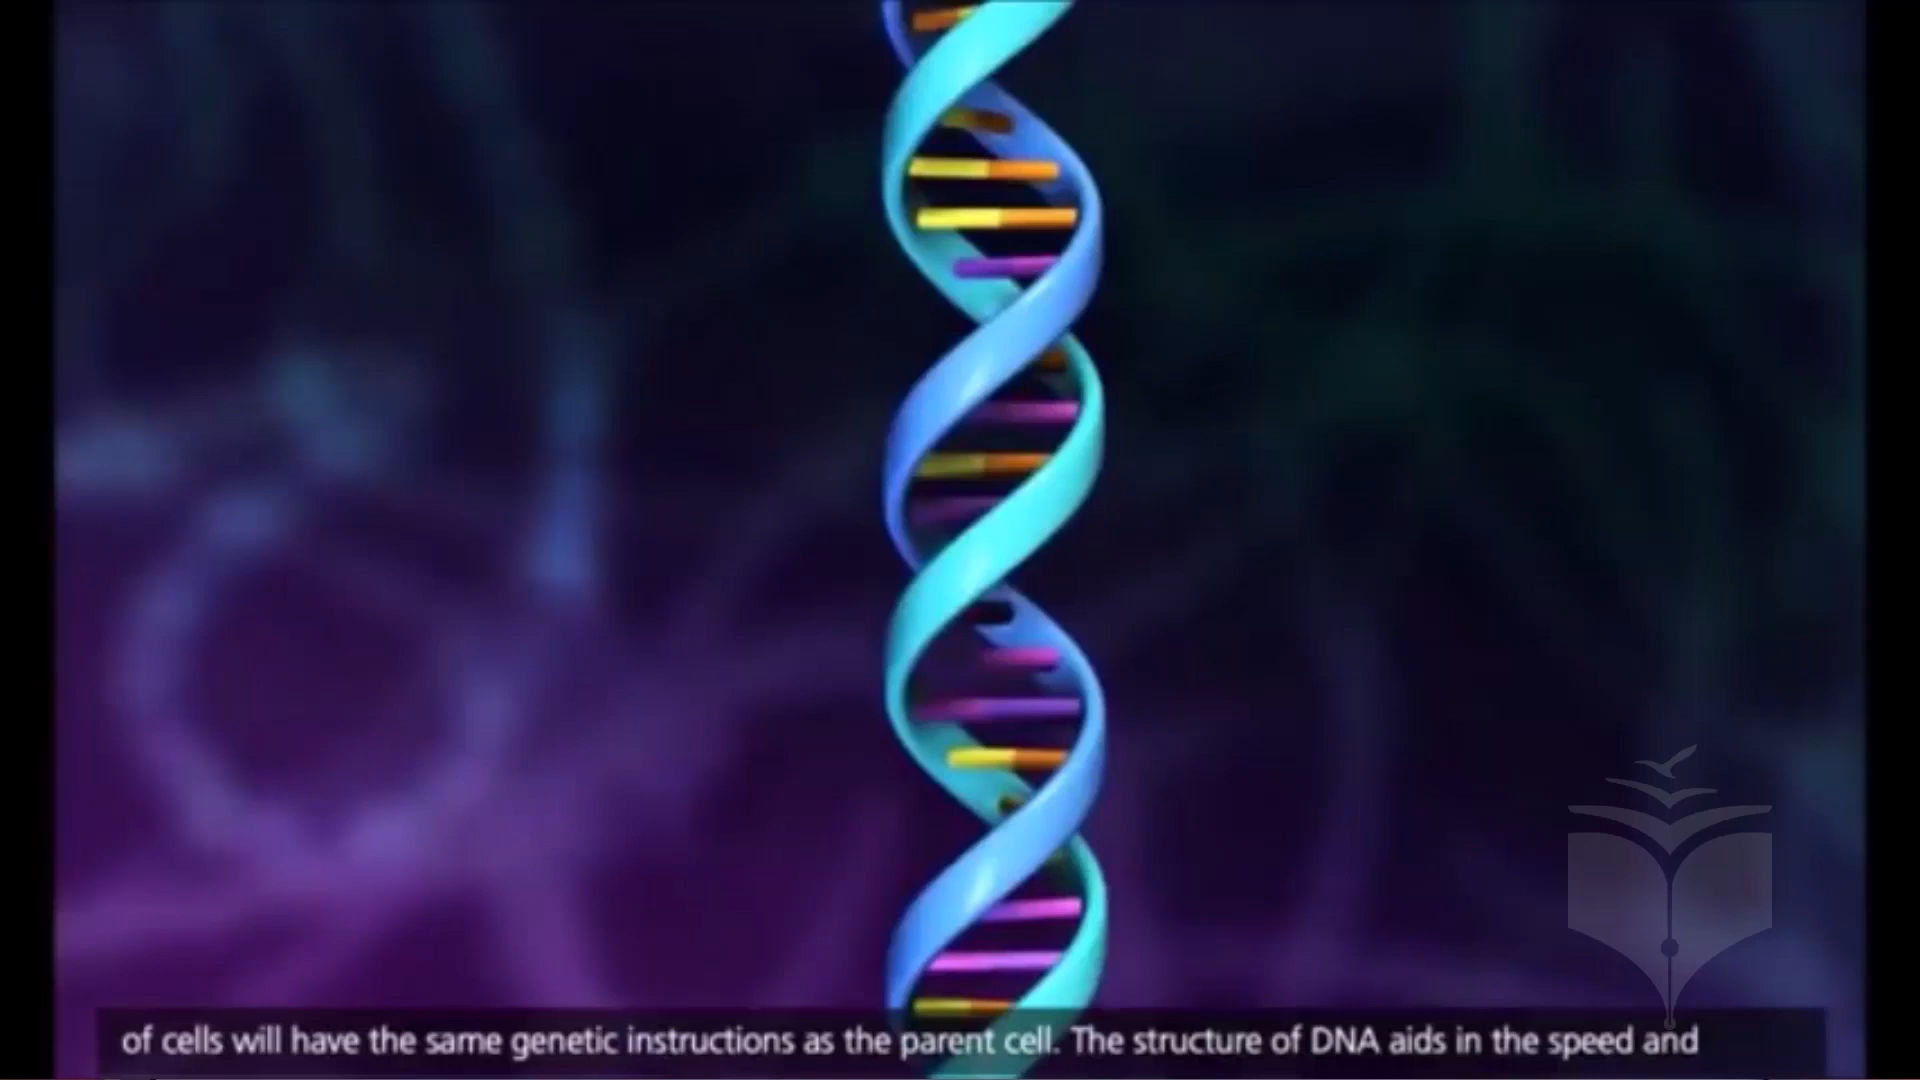 of cells will have the same genetic instructions as the parent cell. The structure of DNA aids in the speed and